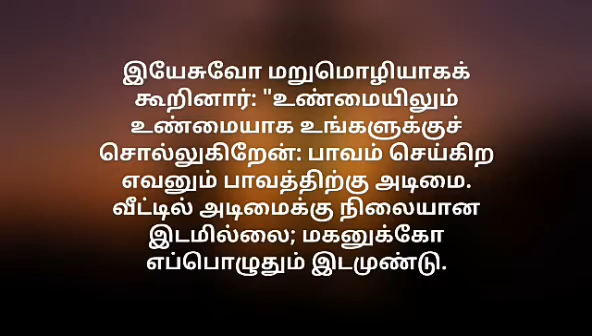 இயேசுவோ மறுமொழியாகக்
கூறினார்: "உண்மையிலும்
உண்மையாக உங்களுக்குச்
சொல்லுகிறேன்: பாவம் செய்கிற
எவனும் பாவத்திற்கு அடிமை.
வீட்டில் அடிமைக்கு நிலையான
இடமில்லை; மகனுக்கோ
எப்பொழுதும் இடமுண்டு.